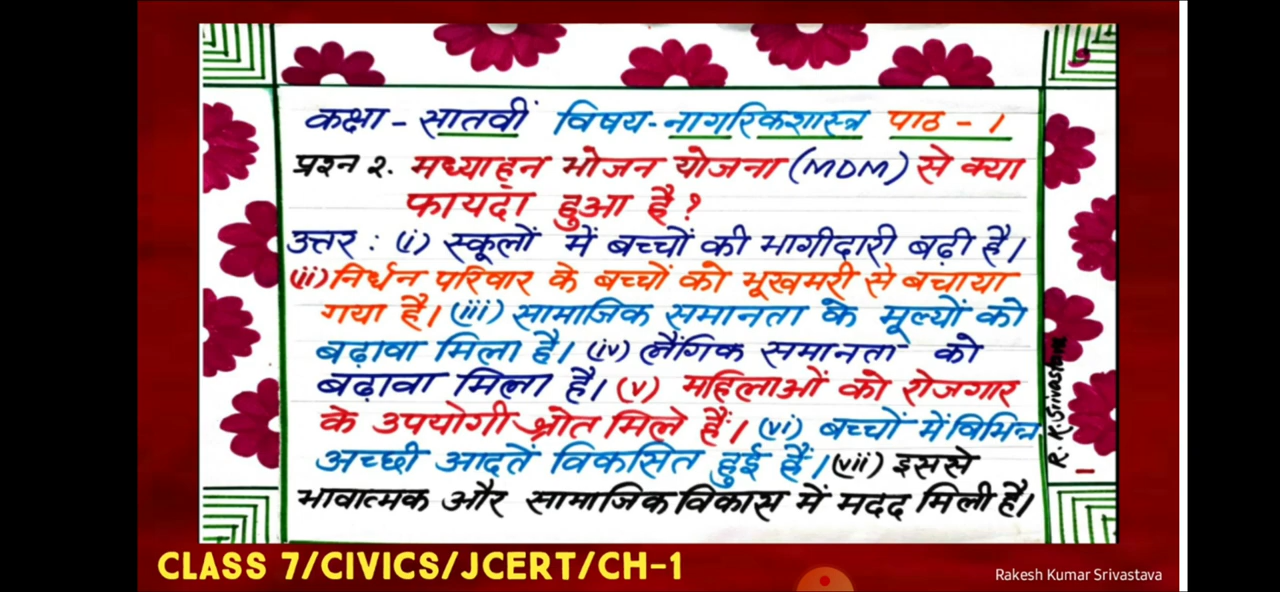 कक्षा - सातवीं विषय - नागरिकशास्त्र पाठ - 1
प्रश्न २. मध्याह्न भोजन योजना (MDM) से क्या
फायदा हुआ है?
उत्तर : (i) स्कूलों में बच्चों की भागीदारी बढ़ी है।
(ii) निर्धन परिवार के बच्चों को भूखमरी से बचाया
गया है। (iii) सामाजिक समानता के मूल्यों को
बढ़ावा मिला है। (iv) लैंगिक समानता को
बढ़ावा मिला है। (v) महिलाओं को रोजगार
के उपयोगी श्रोत मिले हैं। (vi) बच्चों में बिभिन्न
अच्छी आदतें विकसित हुई हैं। (vii) इससे
भावात्मक और सामाजिक विकास में मदद मिली है।
R. K. Srivastava
CLASS 7/CIVICS/JCERT/CH-1
Rakesh Kumar Srivastava